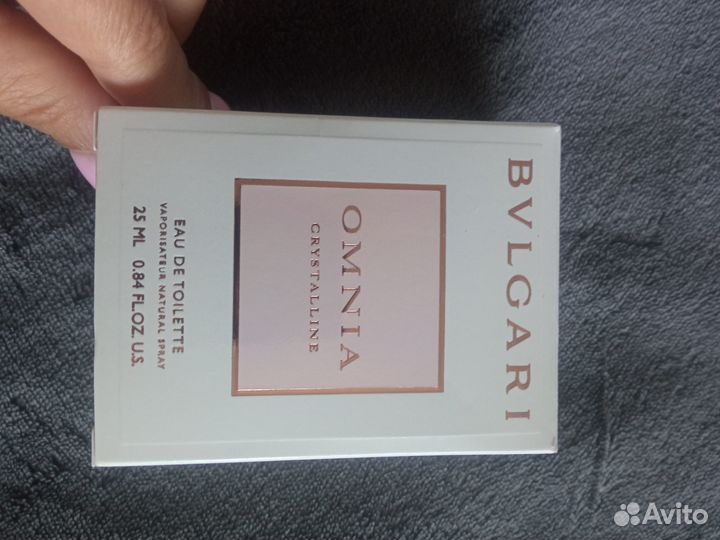 BVLGARI
OMNIA
CRYSTALLINE
EAU DE TOILETTE
VAPORISATEUR NATURAL SPRAY
25 ML 0.84 FL.OZ. U.S.
Avito